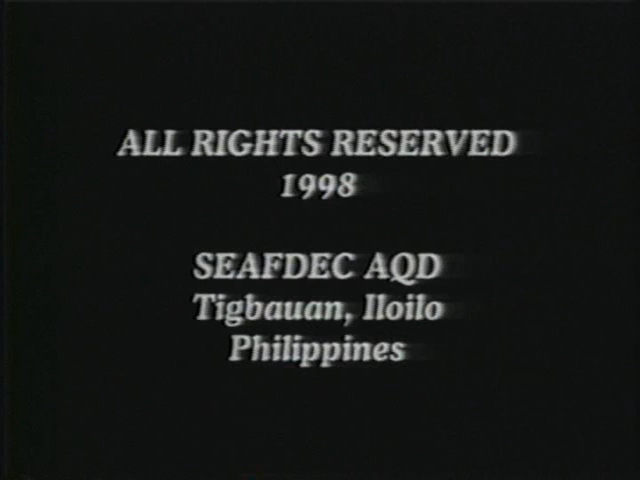 ALL RIGHTS RESERVED
1998
SEAFDEC AQD
Tigbauan, Iloilo
Philippines